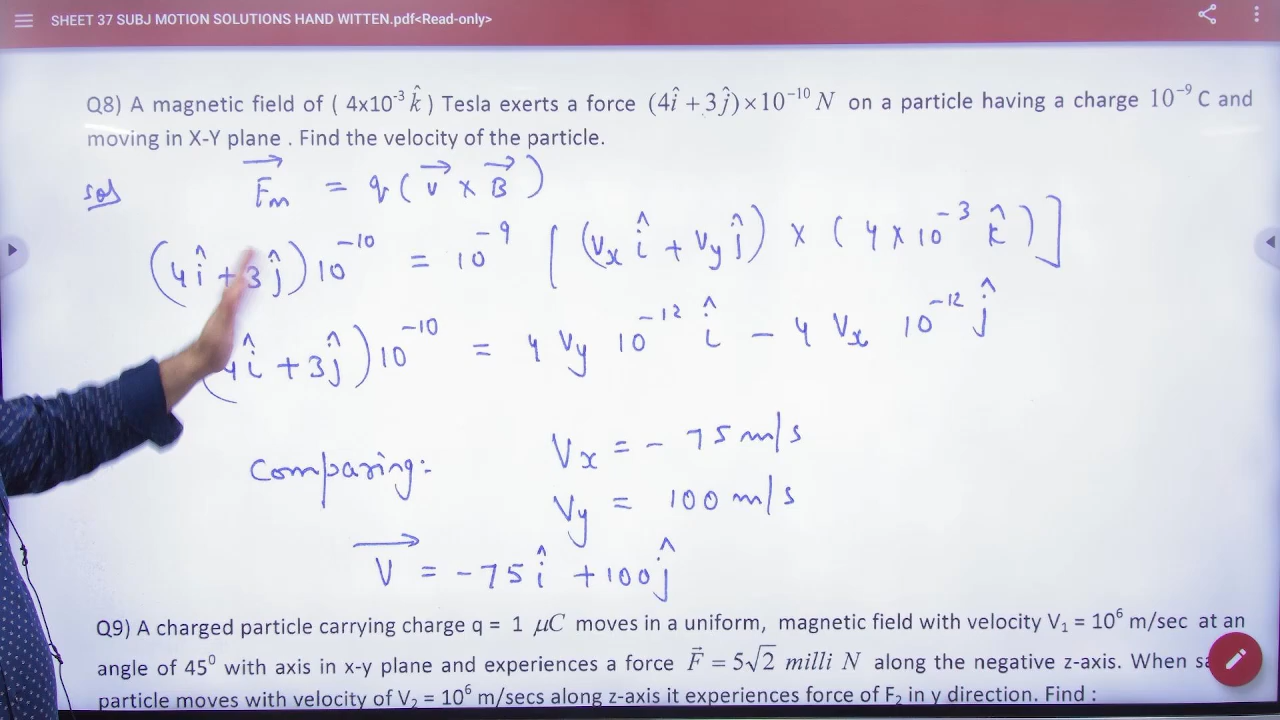 SHEET 37 SUBJ MOTION SOLUTIONS HAND WITTEN.pdf<Read-only>
Q8) A magnetic field of ( 4x10⁻³ k̂ ) Tesla exerts a force (4î + 3ĵ)×10⁻¹⁰ N on a particle having a charge 10⁻⁹ C and
moving in X-Y plane . Find the velocity of the particle.
Sol F⃗m = q ( v⃗ × B⃗ )
(4î + 3ĵ) 10⁻¹⁰ = 10⁻⁹ [ (Vx î + Vy ĵ) × ( 4 × 10⁻³ k̂ ) ]
(4î + 3ĵ) 10⁻¹⁰ = 4 Vy 10⁻¹² î − 4 Vx 10⁻¹² ĵ
Comparing:- Vx = − 75 m/s
Vy = 100 m/s
V⃗ = −75 î + 100 ĵ
Q9) A charged particle carrying charge q = 1 μC moves in a uniform, magnetic field with velocity V₁ = 10⁶ m/sec at an
angle of 45⁰ with axis in x-y plane and experiences a force F⃗ = 5√2 milli N along the negative z-axis. When
particle moves with velocity of V₂ = 10⁶ m/secs along z-axis it experiences force of F₂ in y direction. Find :